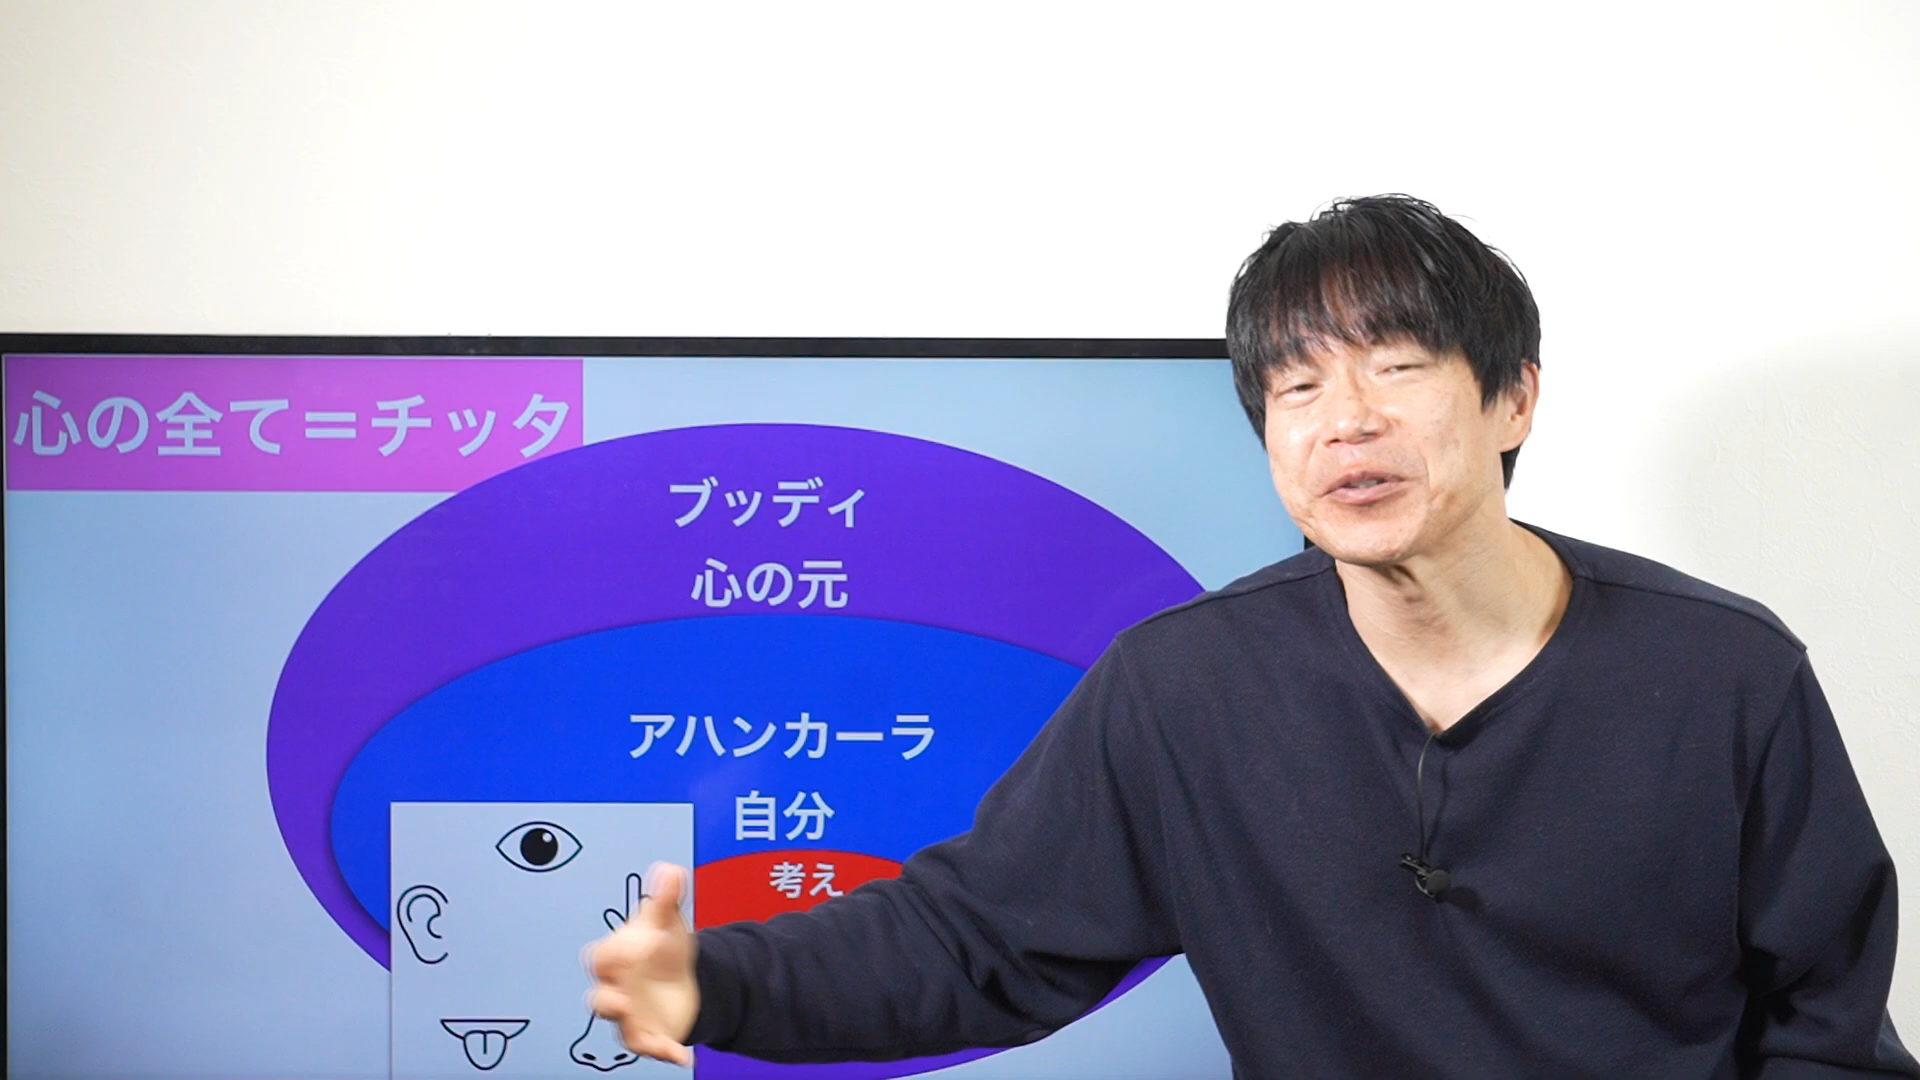 心の全て＝チッタ
ブッディ
心の元
アハンカーラ
自分
考え